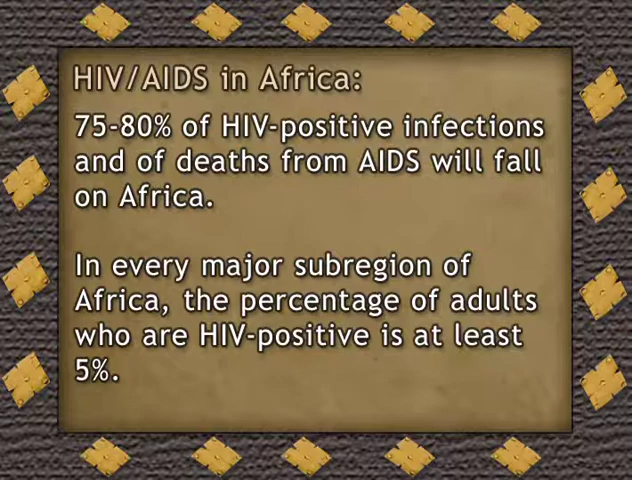 HIV/AIDS in Africa:
75-80% of HIV-positive infections
and of deaths from AIDS will fall
on Africa.
In every major subregion of
Africa, the percentage of adults
who are HIV-positive is at least
5%.